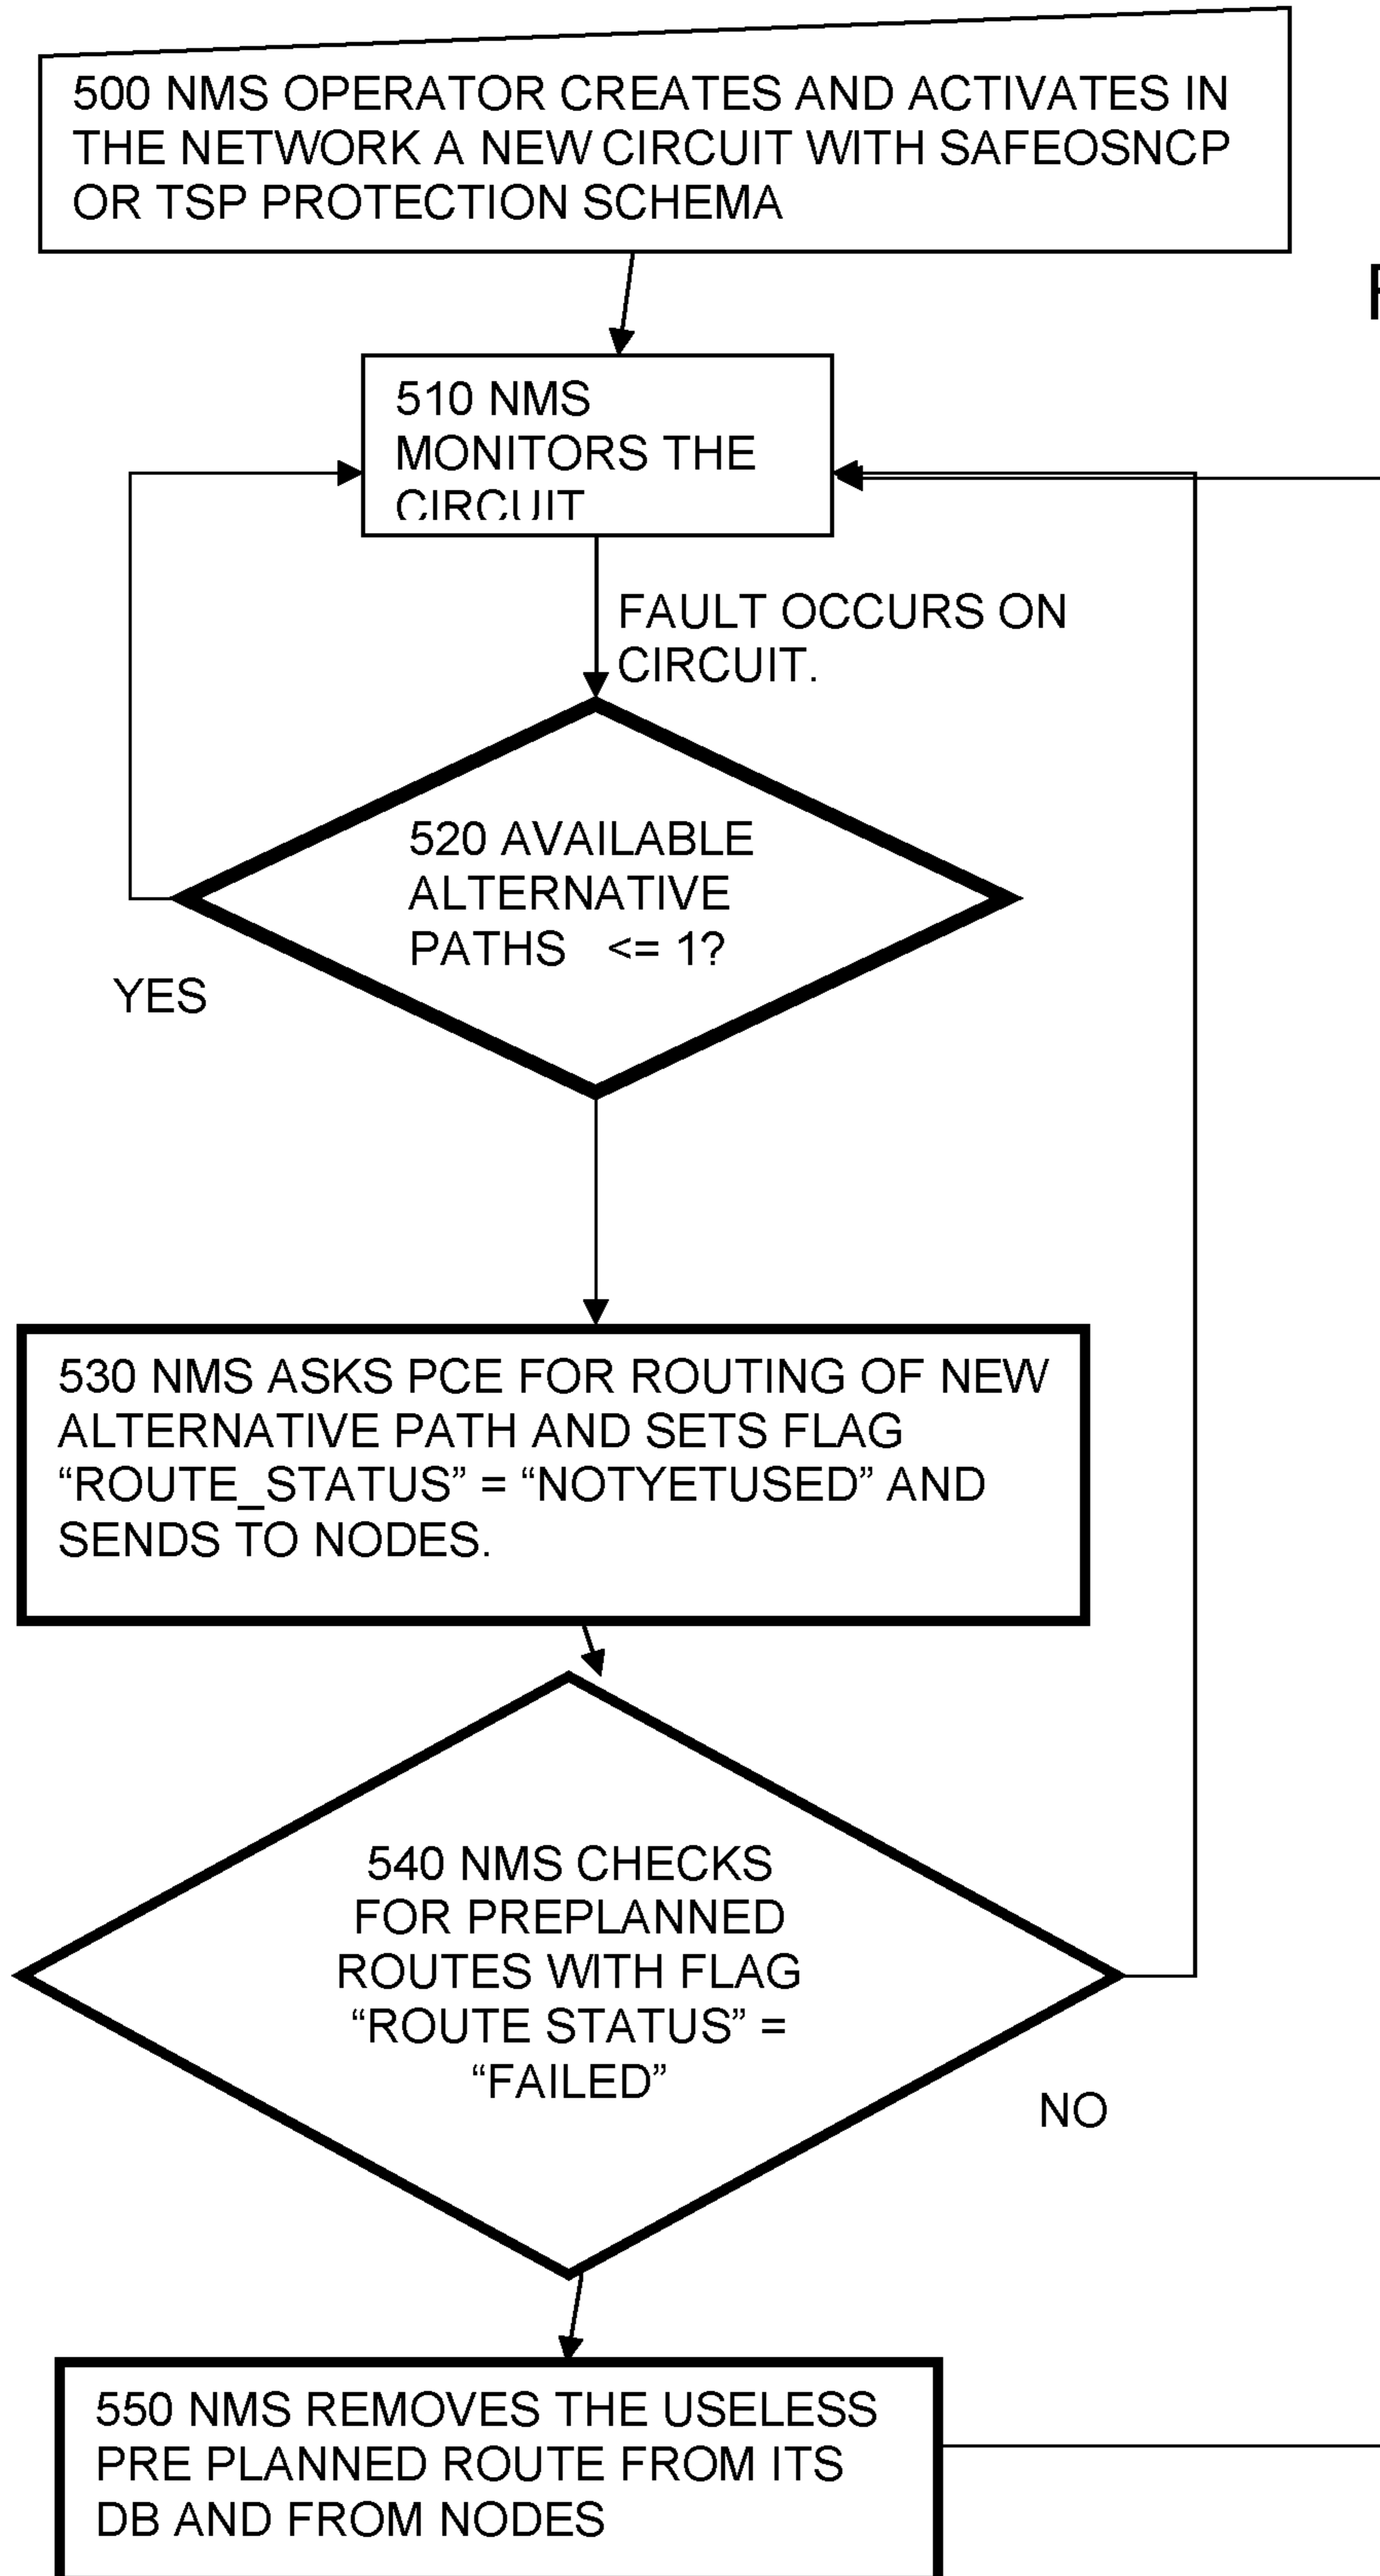 500 NMS OPERATOR CREATES AND ACTIVATES IN
THE NETWORK A NEW CIRCUIT WITH SAFEOSNCP
OR TSP PROTECTION SCHEMA
510 NMS
MONITORS THE
CIRCUIT
FAULT OCCURS ON
CIRCUIT.
520 AVAILABLE
ALTERNATIVE
PATHS <= 1?
YES
530 NMS ASKS PCE FOR ROUTING OF NEW
ALTERNATIVE PATH AND SETS FLAG
“ROUTE_STATUS” = “NOTYETUSED” AND
SENDS TO NODES.
540 NMS CHECKS
FOR PREPLANNED
ROUTES WITH FLAG
“ROUTE STATUS” =
“FAILED”
NO
550 NMS REMOVES THE USELESS
PRE PLANNED ROUTE FROM ITS
DB AND FROM NODES